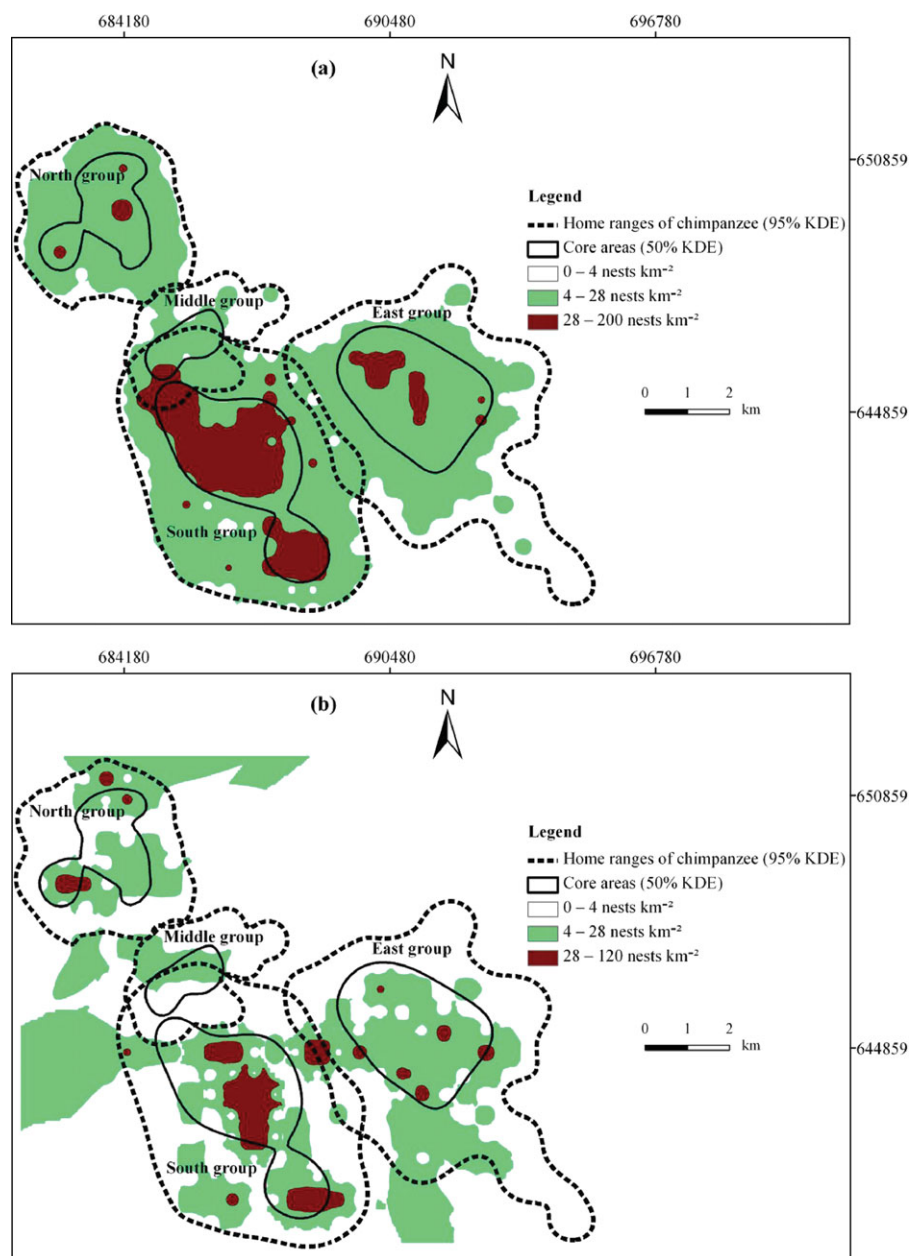 684180 690480 696780
(a)
N
650859
North group
Legend
Home ranges of chimpanzee (95% KDE)
Core areas (50% KDE)
0 – 4 nests km⁻²
4 – 28 nests km⁻²
28 – 200 nests km⁻²
Middle group
East group
0 1 2
km
644859
South group
684180 690480 696780
(b)
N
650859
North group
Legend
Home ranges of chimpanzee (95% KDE)
Core areas (50% KDE)
0 – 4 nests km⁻²
4 – 28 nests km⁻²
28 – 120 nests km⁻²
Middle group
East group
0 1 2
km
644859
South group